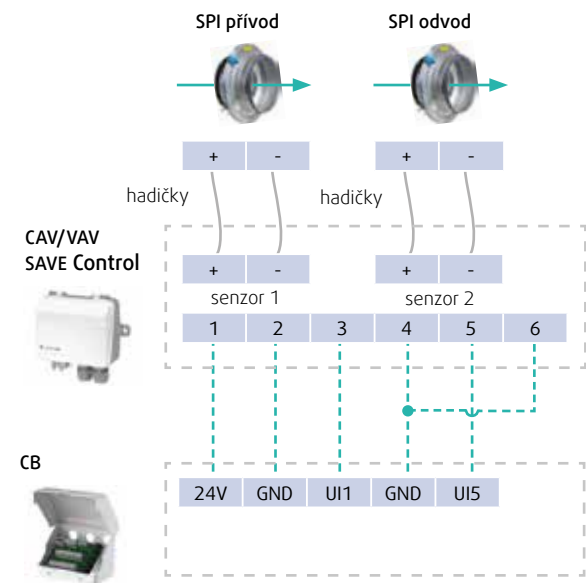 SPI přívod SPI odvod
+ - + -
hadičky hadičky
CAV/VAV
SAVE Control
+ - + -
senzor 1 senzor 2
1 2 3 4 5 6
CB
24V GND UI1 GND UI5